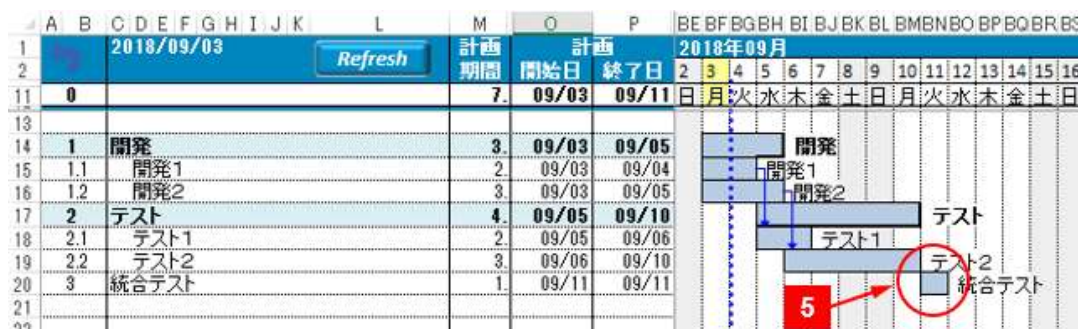 A B C D E F G H I J K L M O P BE BF BG BH BI BJ BK BL BM BN BO BP BQ BR BS
1 2018/09/03 Refresh 計画 計画 2018年09月
2 期間 開始日 終了日 2 3 4 5 6 7 8 9 10 11 12 13 14 15 16
11 0 7. 09/03 09/11 日 月 火 水 木 金 土 日 月 火 水 木 金 土 日
13
14 1 開発 3. 09/03 09/05 開発
15 1.1 開発1 2. 09/03 09/04 開発1
16 1.2 開発2 3. 09/03 09/05 開発2
17 2 テスト 4. 09/05 09/10 テスト
18 2.1 テスト1 2. 09/05 09/06 テスト1
19 2.2 テスト2 3. 09/06 09/10 テスト2
20 3 統合テスト 1. 09/11 09/11 統合テスト
21 5